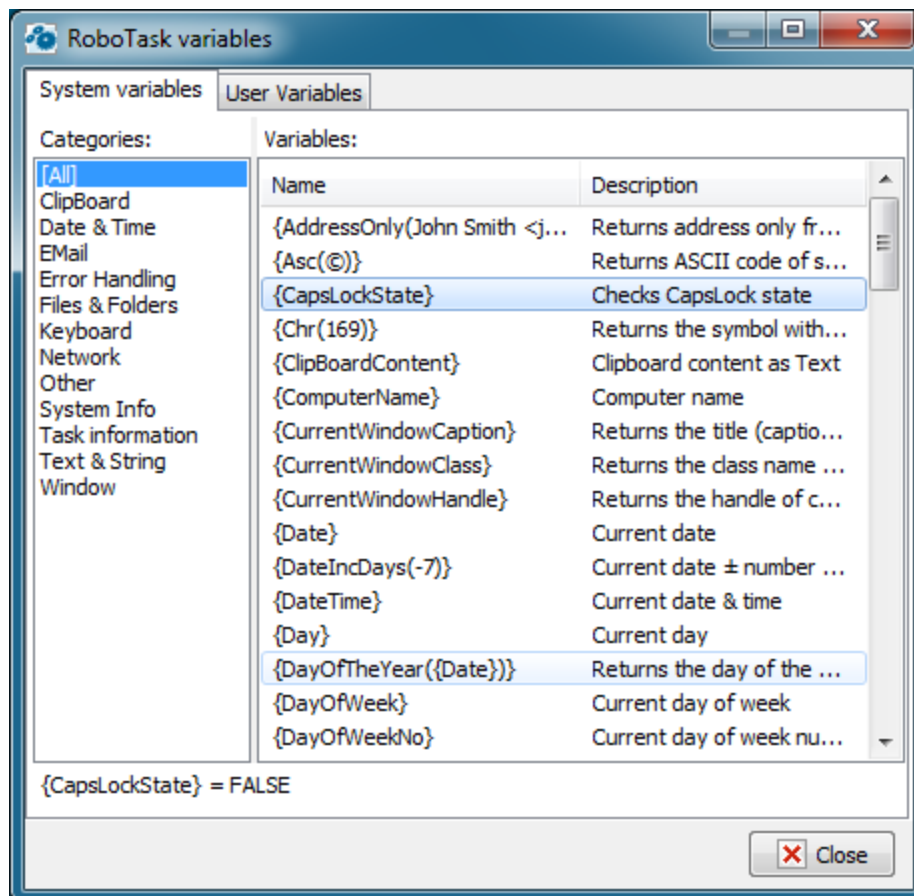 RoboTask variables
System variables User Variables
Categories: Variables:
[All]
ClipBoard
Date & Time
EMail
Error Handling
Files & Folders
Keyboard
Network
Other
System Info
Task information
Text & String
Window
Name Description
{AddressOnly(John Smith <j... Returns address only fr...
{Asc(©)} Returns ASCII code of s...
{CapsLockState} Checks CapsLock state
{Chr(169)} Returns the symbol with...
{ClipBoardContent} Clipboard content as Text
{ComputerName} Computer name
{CurrentWindowCaption} Returns the title (captio...
{CurrentWindowClass} Returns the class name ...
{CurrentWindowHandle} Returns the handle of c...
{Date} Current date
{DateIncDays(-7)} Current date ± number ...
{DateTime} Current date & time
{Day} Current day
{DayOfTheYear({Date})} Returns the day of the ...
{DayOfWeek} Current day of week
{DayOfWeekNo} Current day of week nu...
{CapsLockState} = FALSE
Close